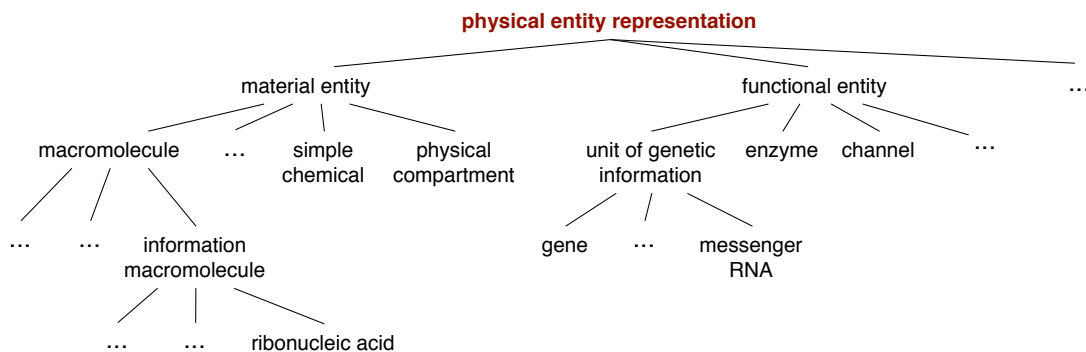 physical entity representation
material entity
functional entity
...
macromolecule
...
simple
chemical
physical
compartment
unit of genetic
information
enzyme
channel
...
...
...
information
macromolecule
gene
...
messenger
RNA
...
...
ribonucleic acid